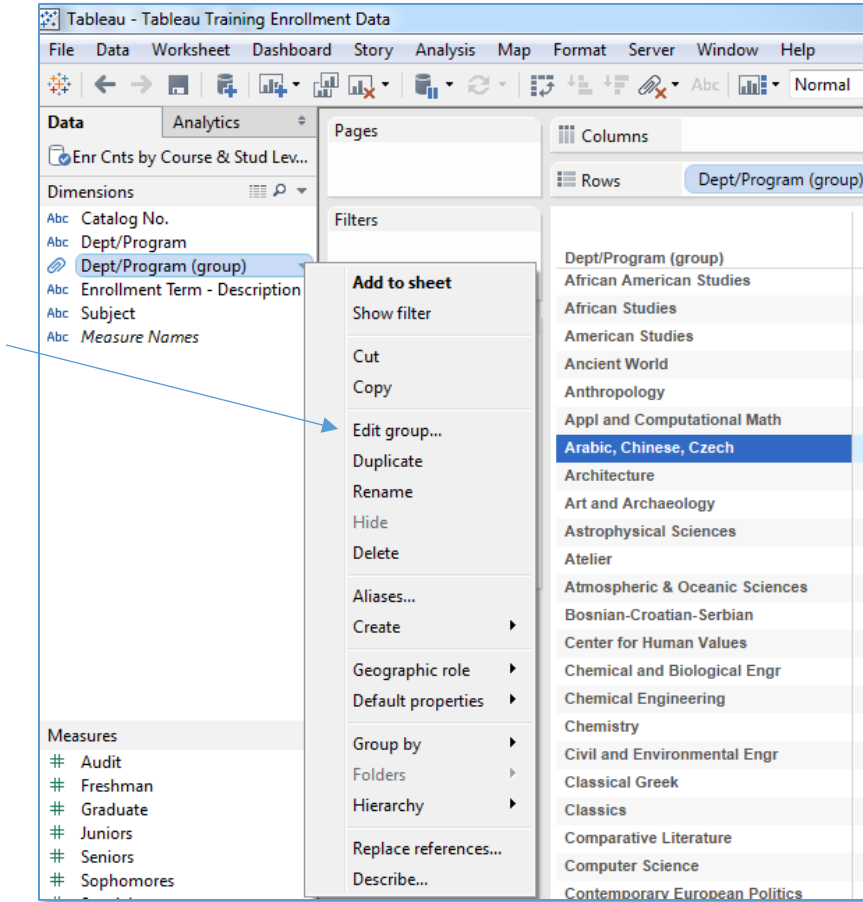 Tableau - Tableau Training Enrollment Data
File Data Worksheet Dashboard Story Analysis Map Format Server Window Help
Abc Normal
Data Analytics
Enr Cnts by Course & Stud Lev...
Dimensions
Abc Catalog No.
Abc Dept/Program
Dept/Program (group)
Abc Enrollment Term - Description
Abc Subject
Abc Measure Names
Measures
# Audit
# Freshman
# Graduate
# Juniors
# Seniors
# Sophomores
Pages
Filters
Add to sheet
Show filter
Cut
Copy
Edit group...
Duplicate
Rename
Hide
Delete
Aliases...
Create
Geographic role
Default properties
Group by
Folders
Hierarchy
Replace references...
Describe...
Columns
Rows Dept/Program (group)
Dept/Program (group)
African American Studies
African Studies
American Studies
Ancient World
Anthropology
Appl and Computational Math
Arabic, Chinese, Czech
Architecture
Art and Archaeology
Astrophysical Sciences
Atelier
Atmospheric & Oceanic Sciences
Bosnian-Croatian-Serbian
Center for Human Values
Chemical and Biological Engr
Chemical Engineering
Chemistry
Civil and Environmental Engr
Classical Greek
Classics
Comparative Literature
Computer Science
Contemporary European Politics